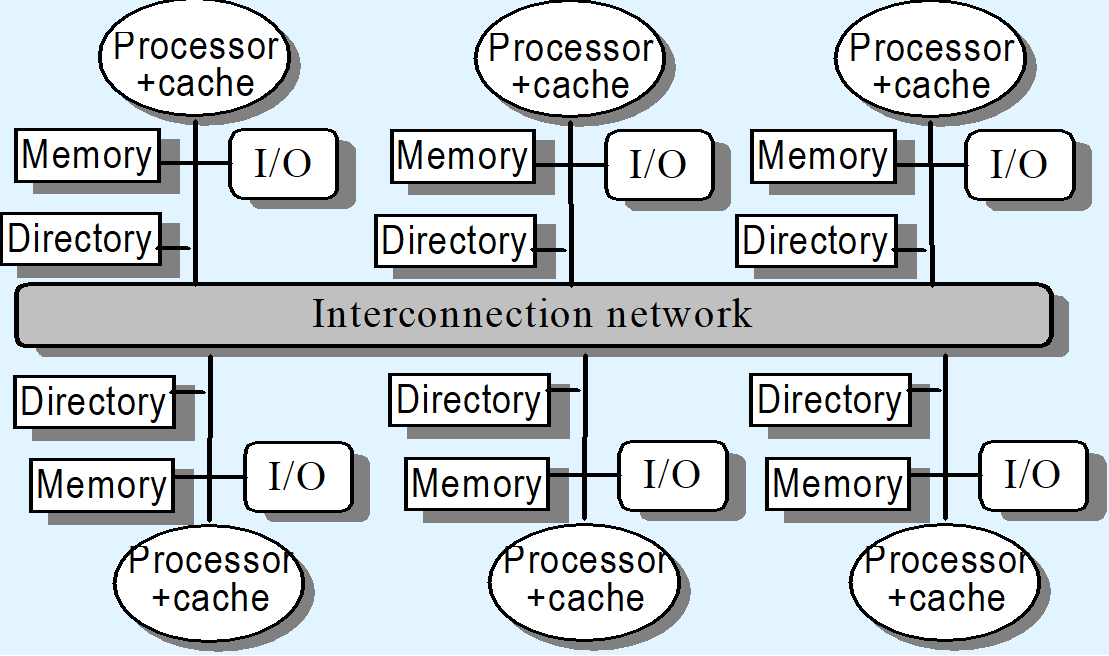 Processor
+cache
Processor
+cache
Processor
+cache
Memory
I/O
Memory
I/O
Memory
I/O
Directory
Directory
Directory
Interconnection network
Directory
Directory
Directory
Memory
I/O
Memory
I/O
Memory
I/O
Processor
+cache
Processor
+cache
Processor
+cache